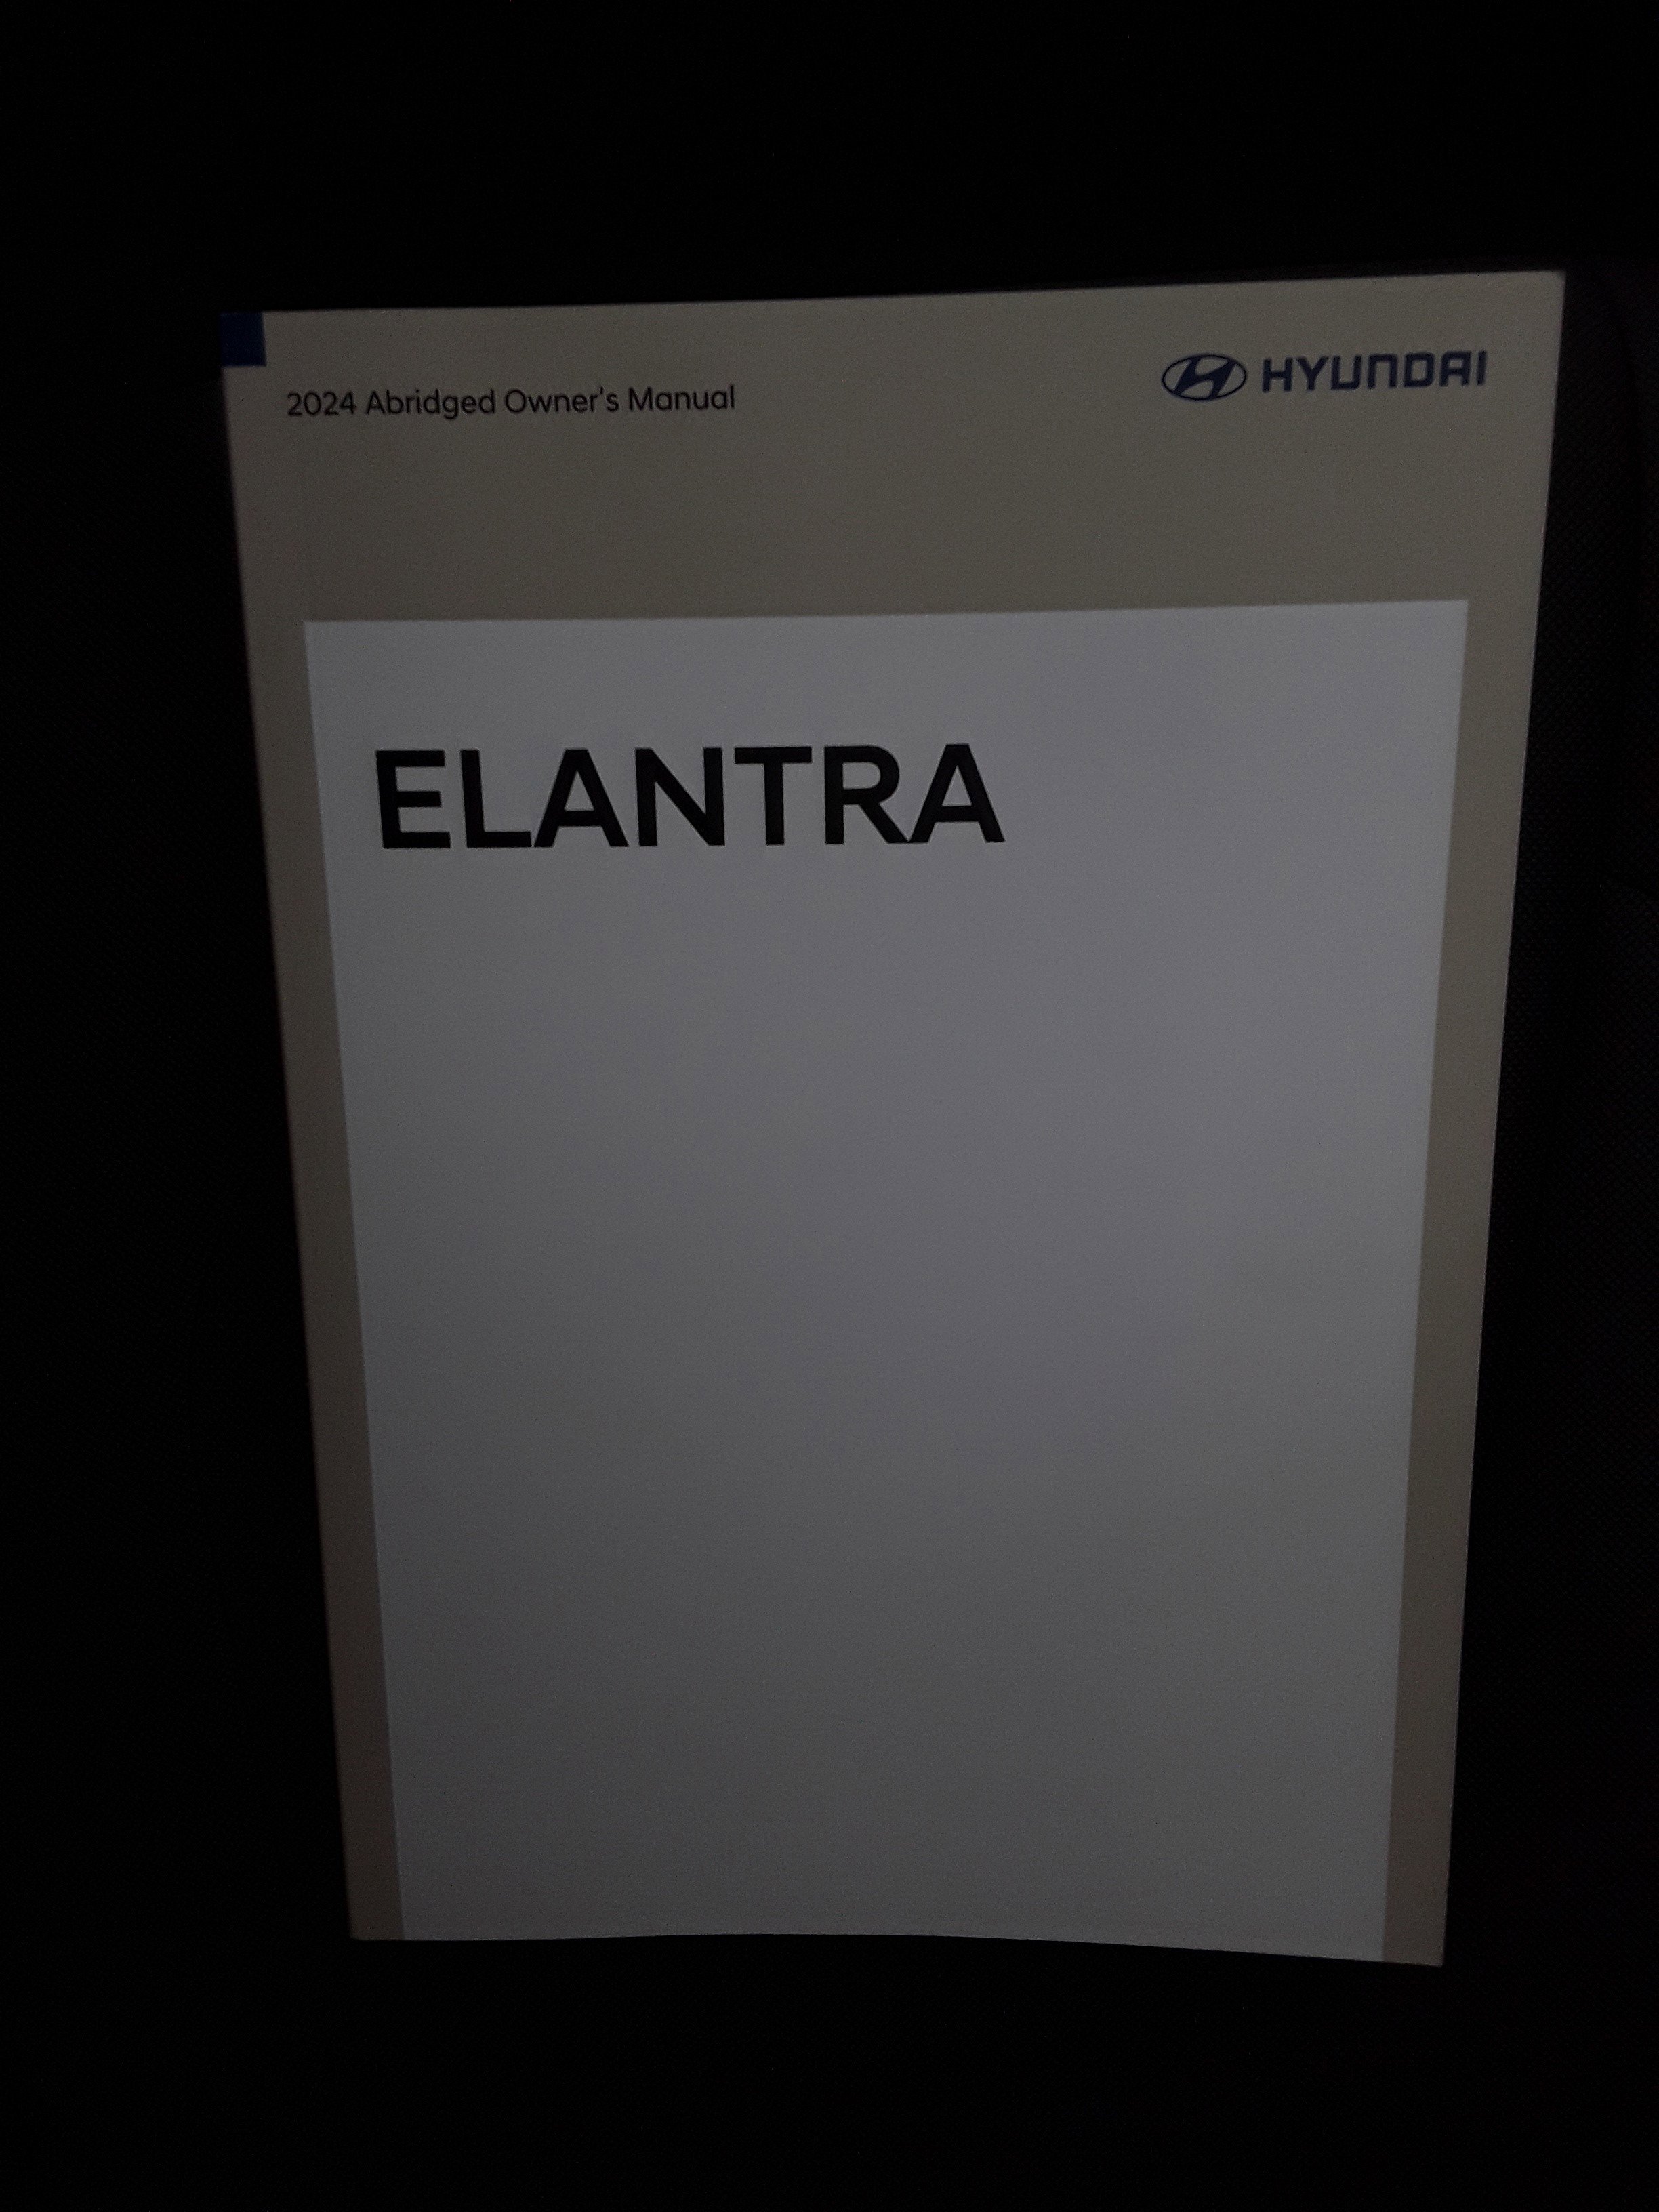 2024 Abridged Owner's Manual
HYUNDAI
ELANTRA